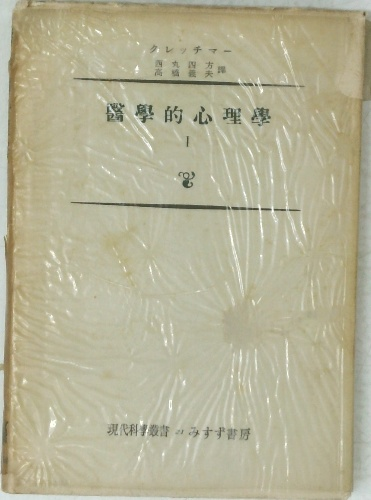 クレッチマー
西丸四方
高橋義夫 譯
醫學的心理學
I
現代科學叢書 みすず書房